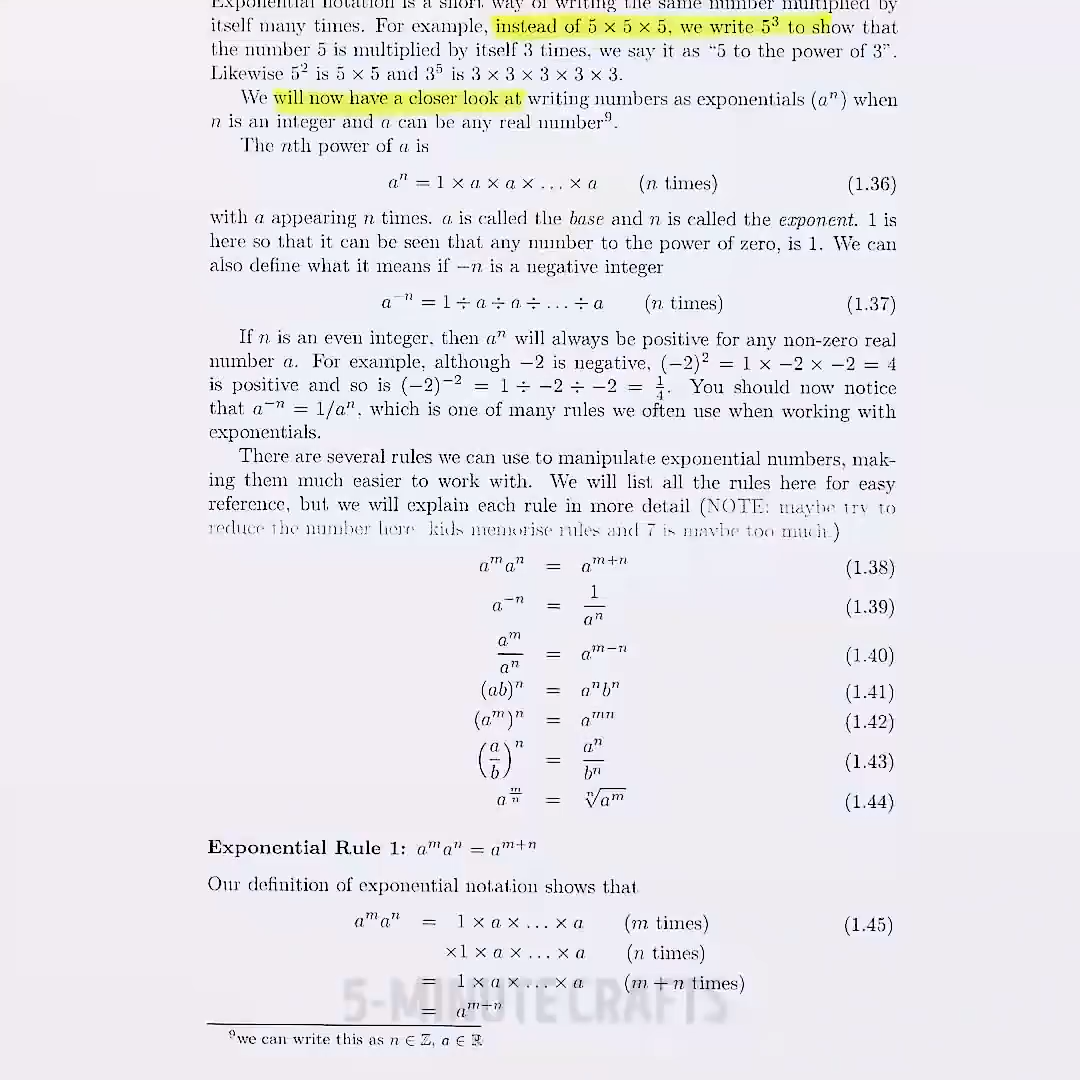 Exponential notation is a short way of writing the same number multiplied by
itself many times. For example, instead of 5 × 5 × 5, we write 5³ to show that
the number 5 is multiplied by itself 3 times, we say it as “5 to the power of 3”.
Likewise 5² is 5 × 5 and 3⁵ is 3 × 3 × 3 × 3 × 3.
We will now have a closer look at writing numbers as exponentials (aⁿ) when
n is an integer and a can be any real number⁹.
The nth power of a is
aⁿ = 1 × a × a × . . . × a (n times) (1.36)
with a appearing n times. a is called the base and n is called the exponent. 1 is
here so that it can be seen that any number to the power of zero, is 1. We can
also define what it means if −n is a negative integer
a⁻ⁿ = 1 ÷ a ÷ a ÷ . . . ÷ a (n times) (1.37)
If n is an even integer, then aⁿ will always be positive for any non-zero real
number a. For example, although −2 is negative, (−2)² = 1 × −2 × −2 = 4
is positive and so is (−2)⁻² = 1 ÷ −2 ÷ −2 = 1/4. You should now notice
that a⁻ⁿ = 1/aⁿ, which is one of many rules we often use when working with
exponentials.
There are several rules we can use to manipulate exponential numbers, mak-
ing them much easier to work with. We will list all the rules here for easy
reference, but we will explain each rule in more detail (NOTE: maybe try to
reduce the number here kids memorise rules and 7 is maybe too much.)
aᵐaⁿ = aᵐ⁺ⁿ (1.38)
a⁻ⁿ = 1/aⁿ (1.39)
aᵐ/aⁿ = aᵐ⁻ⁿ (1.40)
(ab)ⁿ = aⁿbⁿ (1.41)
(aᵐ)ⁿ = aᵐⁿ (1.42)
(a/b)ⁿ = aⁿ/bⁿ (1.43)
a^(m/n) = ⁿ√aᵐ (1.44)
Exponential Rule 1: aᵐaⁿ = aᵐ⁺ⁿ
Our definition of exponential notation shows that
aᵐaⁿ = 1 × a × . . . × a (m times) (1.45)
×1 × a × . . . × a (n times)
= 1 × a × . . . × a (m + n times)
= aᵐ⁺ⁿ
5-MINUTE CRAFTS
⁹we can write this as n ∈ ℤ, a ∈ ℝ